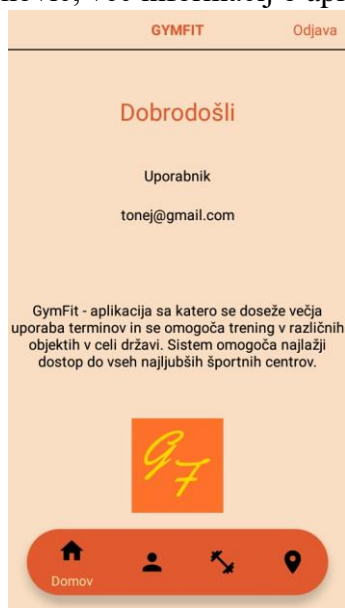 GYMFIT Odjava
Dobrodošli
Uporabnik
tonej@gmail.com
GymFit - aplikacija sa katero se doseže večja
uporaba terminov in se omogoča trening v različnih
objektih v celi državi. Sistem omogoča najlažji
dostop do vseh najljubših športnih centrov.
GF
Domov